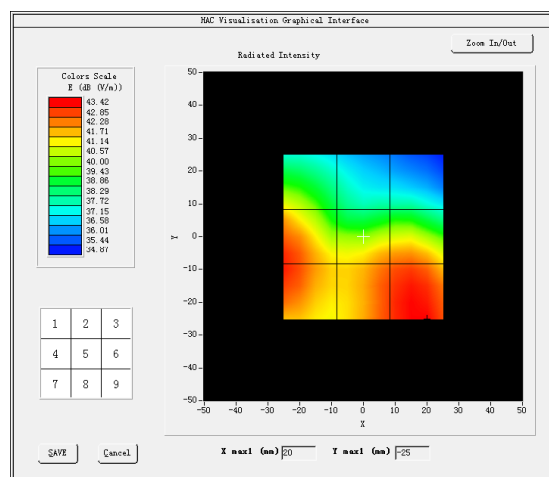 HAC Visualisation Graphical Interface
Zoom In/Out
Radiated Intensity
Colors Scale
E (dB (V/m))
43.42
42.85
42.28
41.71
41.14
40.57
40.00
39.43
38.86
38.29
37.72
37.15
36.58
36.01
35.44
34.87
50
40
30
20
10
0
-10
-20
-30
-40
-50
Y
-50 -40 -30 -20 -10 0 10 20 30 40 50
X
1 2 3
4 5 6
7 8 9
SAVE
Cancel
X max1 (mm) 20 Y max1 (mm) -25